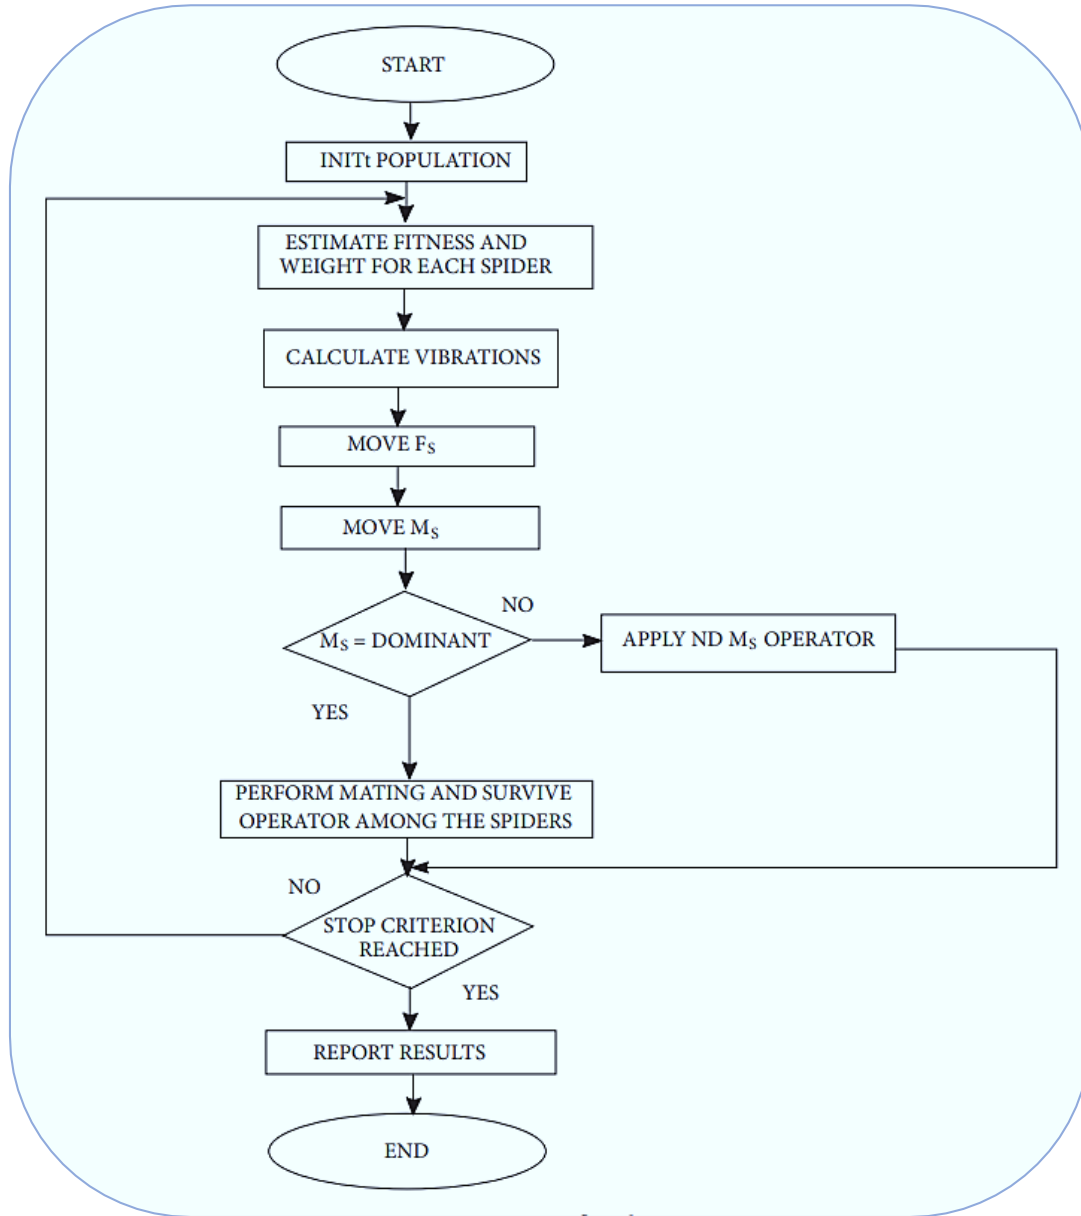 START
INITt POPULATION
ESTIMATE FITNESS AND
WEIGHT FOR EACH SPIDER
CALCULATE VIBRATIONS
MOVE FS
MOVE MS
NO
MS = DOMINANT
APPLY ND MS OPERATOR
YES
PERFORM MATING AND SURVIVE
OPERATOR AMONG THE SPIDERS
NO
STOP CRITERION
REACHED
YES
REPORT RESULTS
END